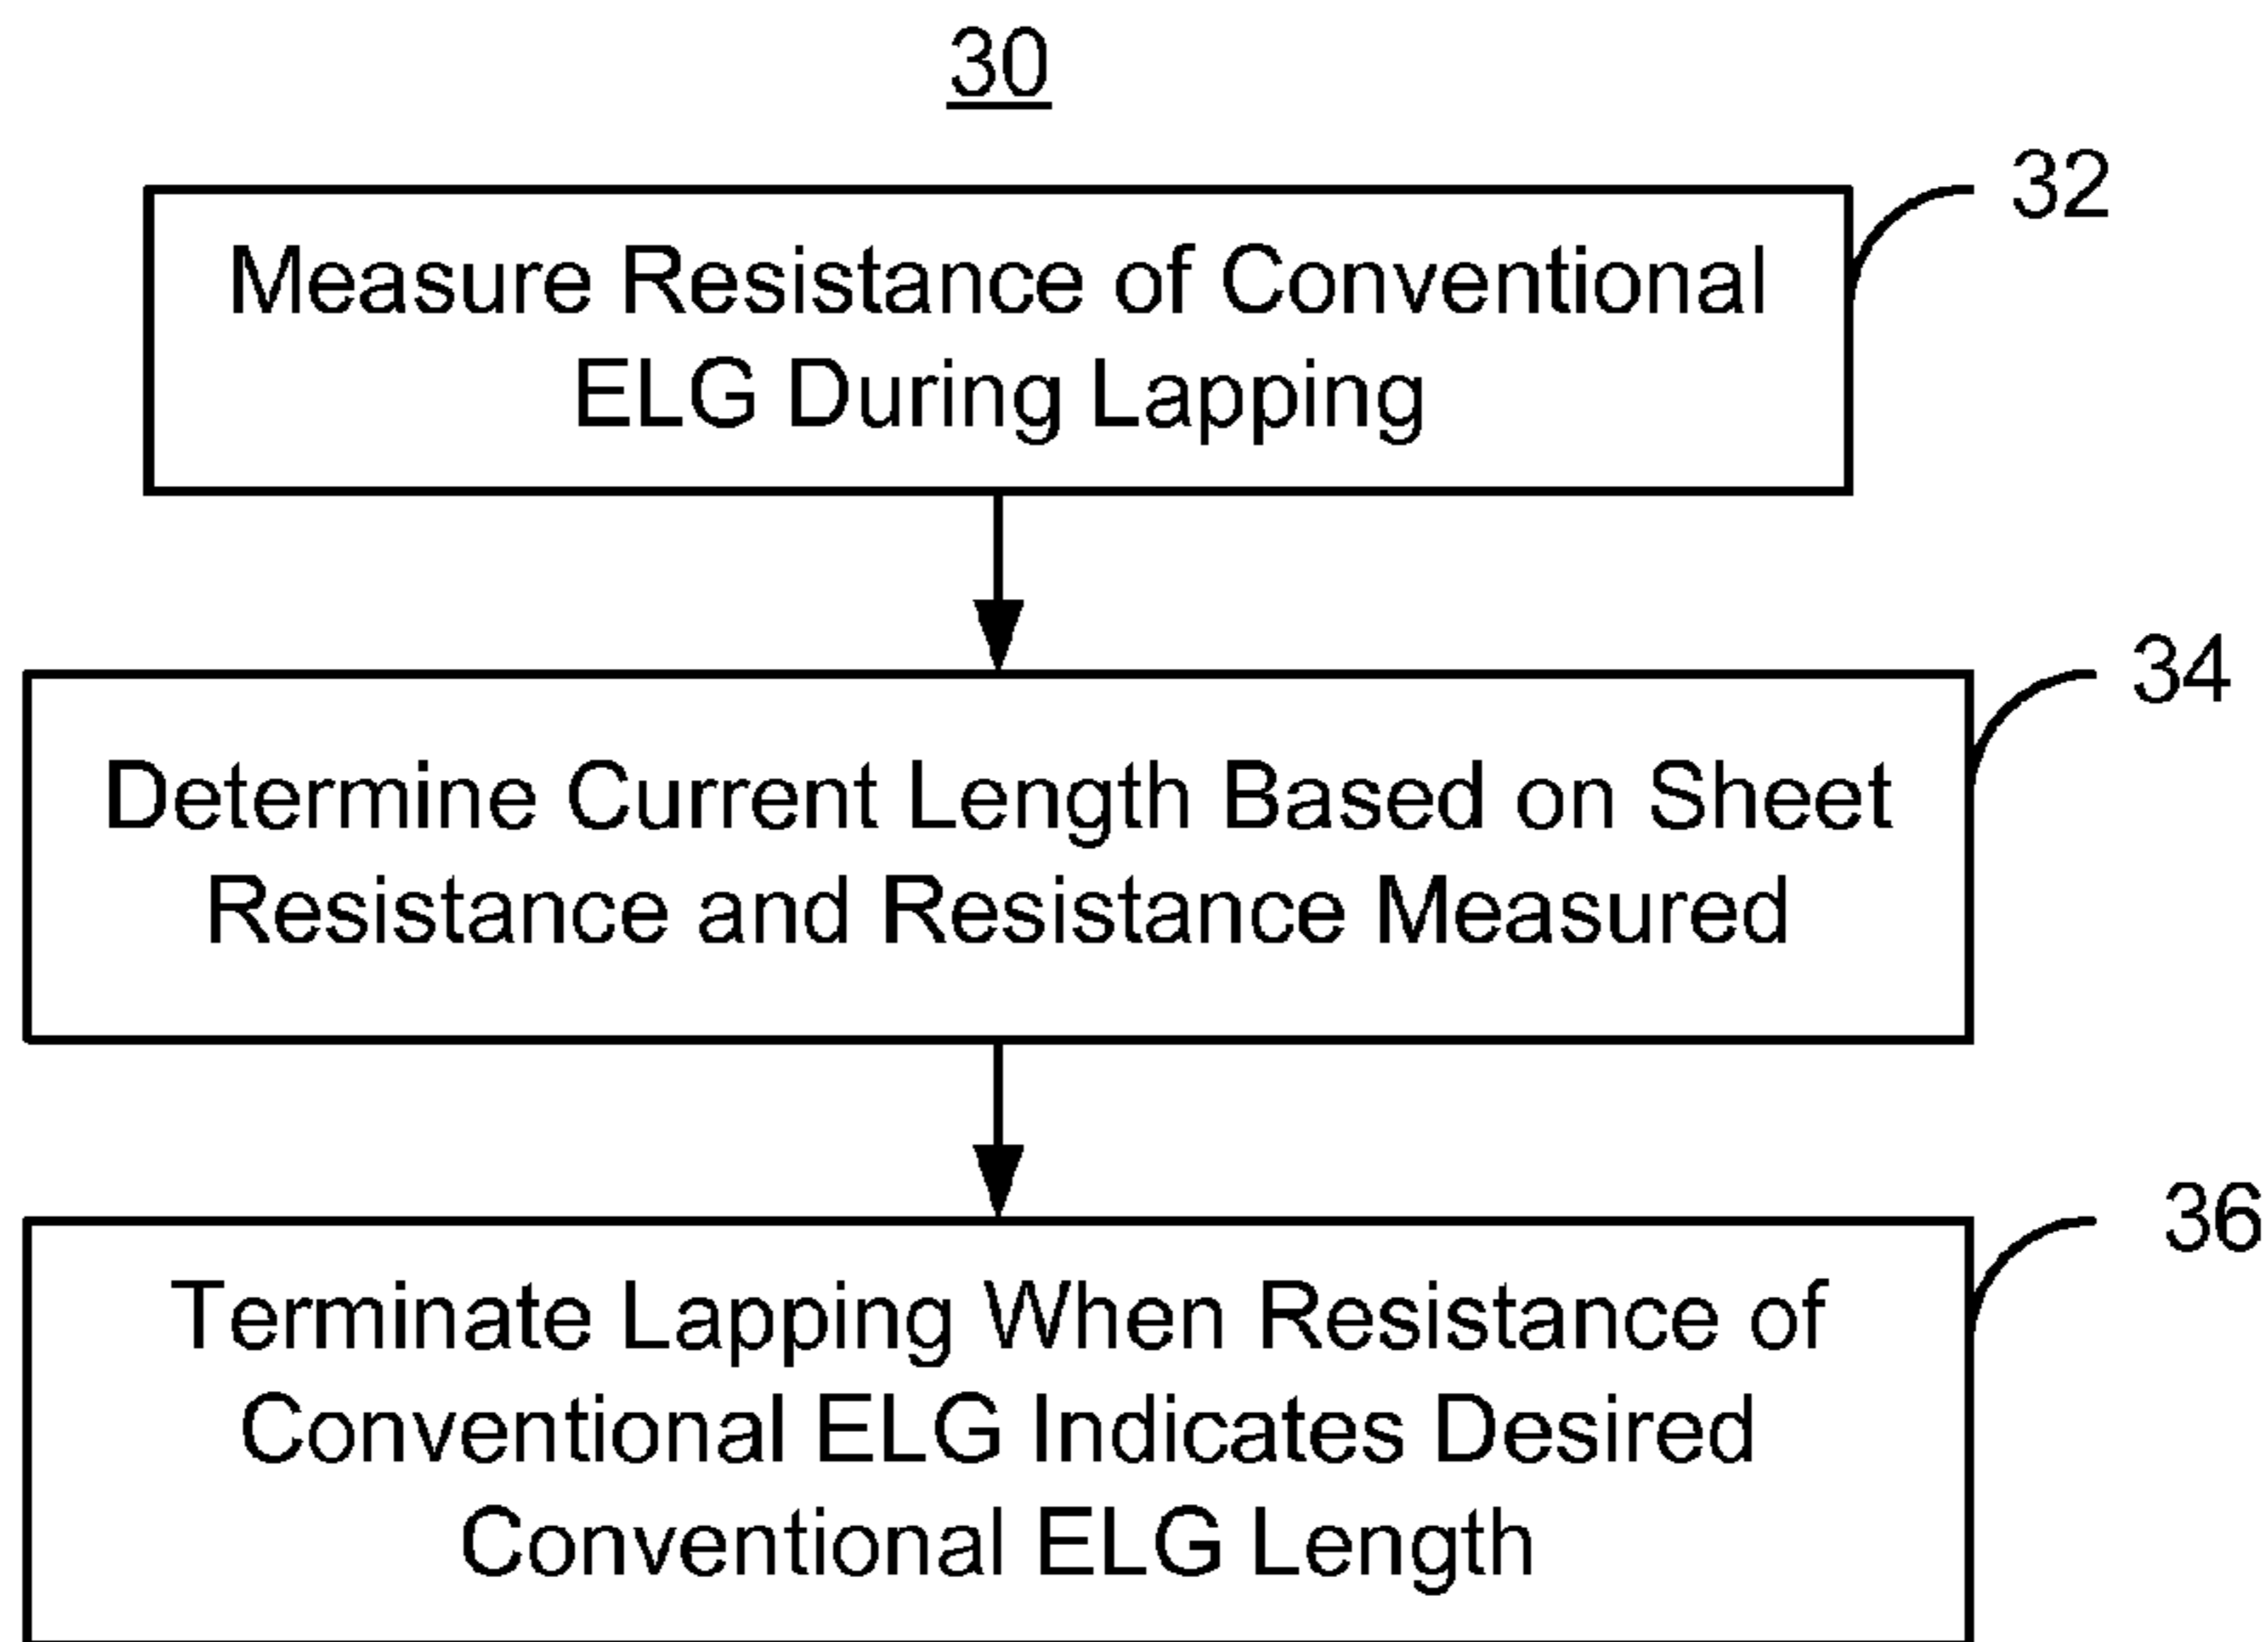 30
32
Measure Resistance of Conventional
ELG During Lapping
34
Determine Current Length Based on Sheet
Resistance and Resistance Measured
36
Terminate Lapping When Resistance of
Conventional ELG Indicates Desired
Conventional ELG Length